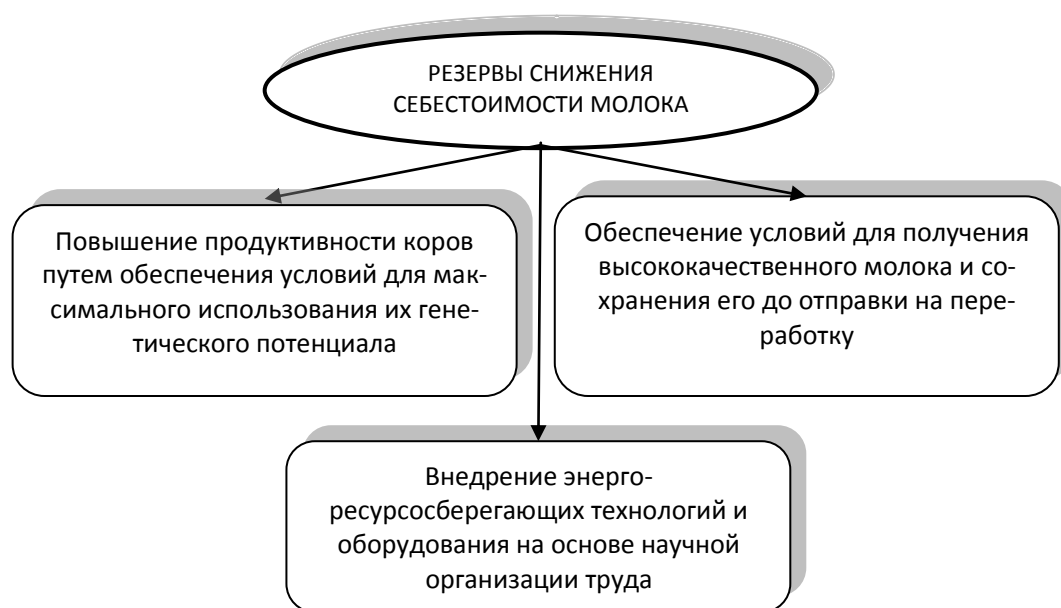 РЕЗЕРВЫ СНИЖЕНИЯ
СЕБЕСТОИМОСТИ МОЛОКА
Повышение продуктивности коров
путем обеспечения условий для мак-
симального использования их гене-
тического потенциала
Обеспечение условий для получения
высококачественного молока и со-
хранения его до отправки на пере-
работку
Внедрение энерго-
ресурсосберегающих технологий и
оборудования на основе научной
организации труда